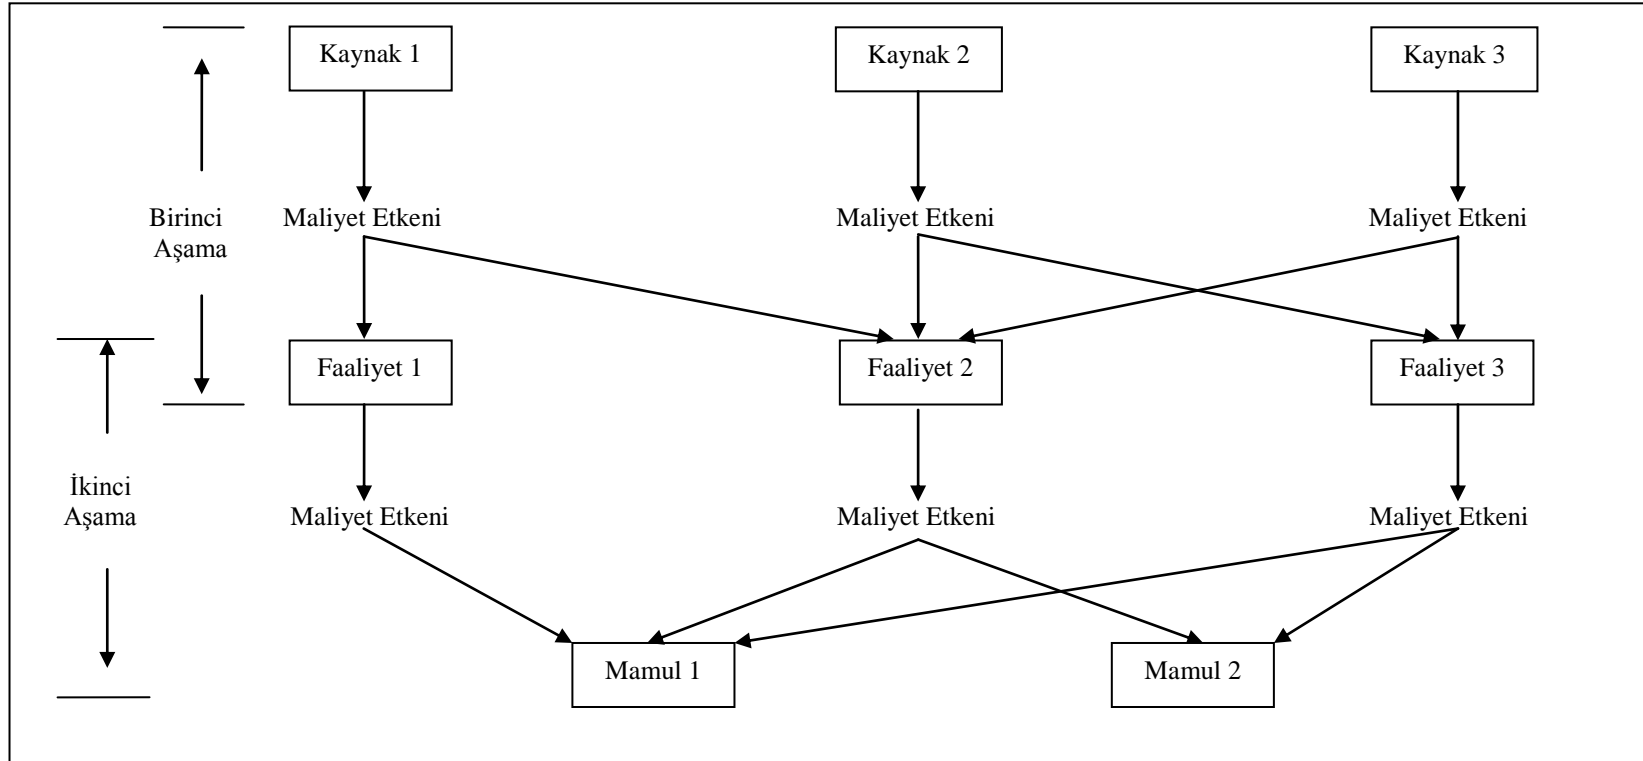 Kaynak 1
Kaynak 2
Kaynak 3
Birinci
Aşama
Maliyet Etkeni
Maliyet Etkeni
Maliyet Etkeni
Faaliyet 1
Faaliyet 2
Faaliyet 3
İkinci
Aşama
Maliyet Etkeni
Maliyet Etkeni
Maliyet Etkeni
Mamul 1
Mamul 2